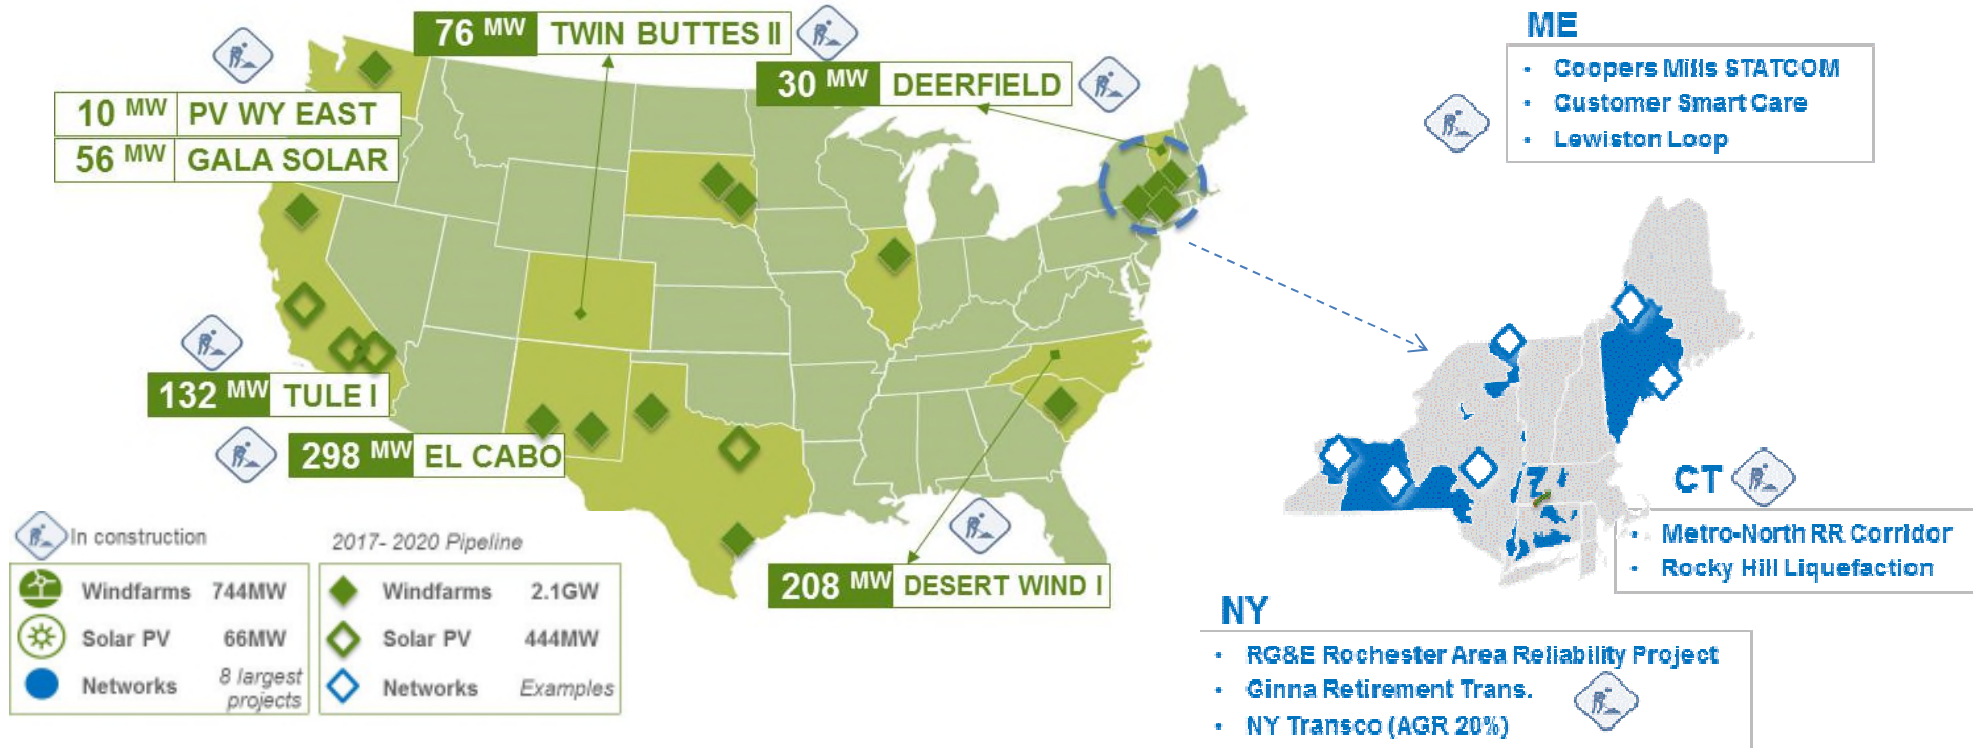 76 MW TWIN BUTTES II
30 MW DEERFIELD
10 MW PV WY EAST
56 MW GALA SOLAR
132 MW TULE I
298 MW EL CABO
208 MW DESERT WIND I
In construction
Windfarms 744MW
Solar PV 66MW
Networks 8 largest
projects
2017- 2020 Pipeline
Windfarms 2.1GW
Solar PV 444MW
Networks Examples
ME
• Coopers Mills STATCOM
• Customer Smart Care
• Lewiston Loop
CT
• Metro-North RR Corridor
• Rocky Hill Liquefaction
NY
• RG&E Rochester Area Reliability Project
• Ginna Retirement Trans.
• NY Transco (AGR 20%)